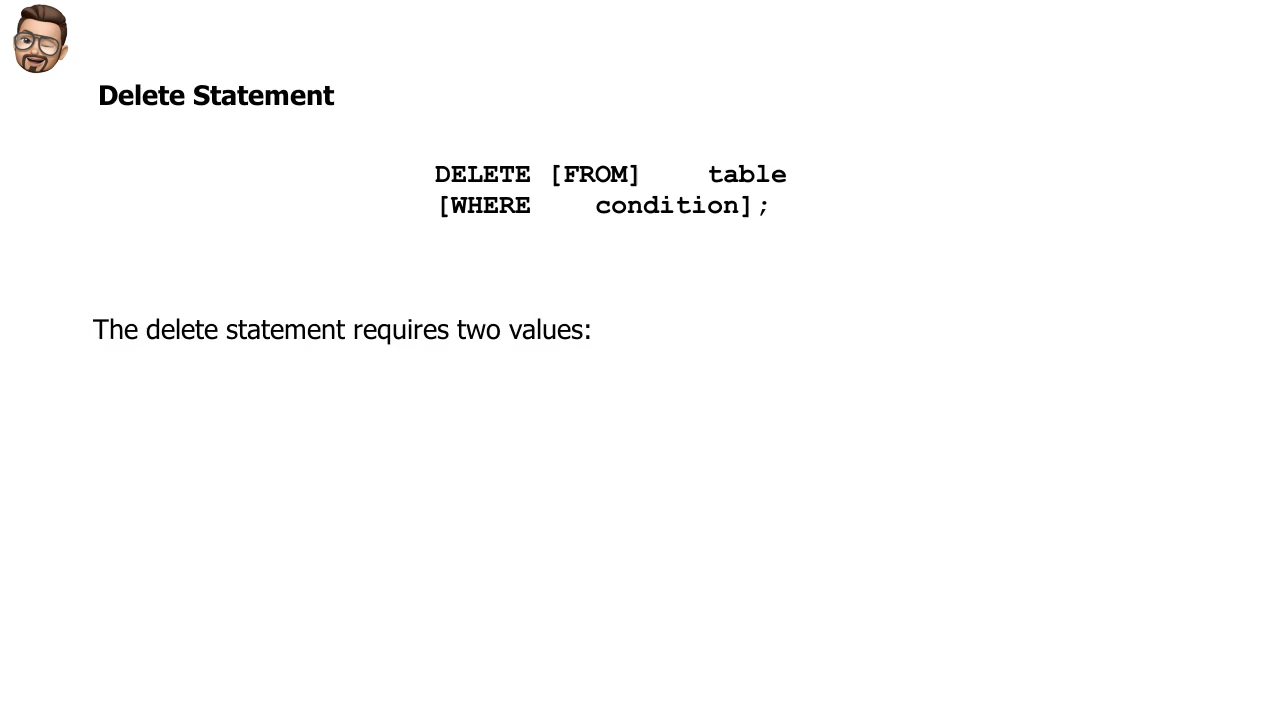 Delete Statement
DELETE [FROM] table
[WHERE condition];
The delete statement requires two values: